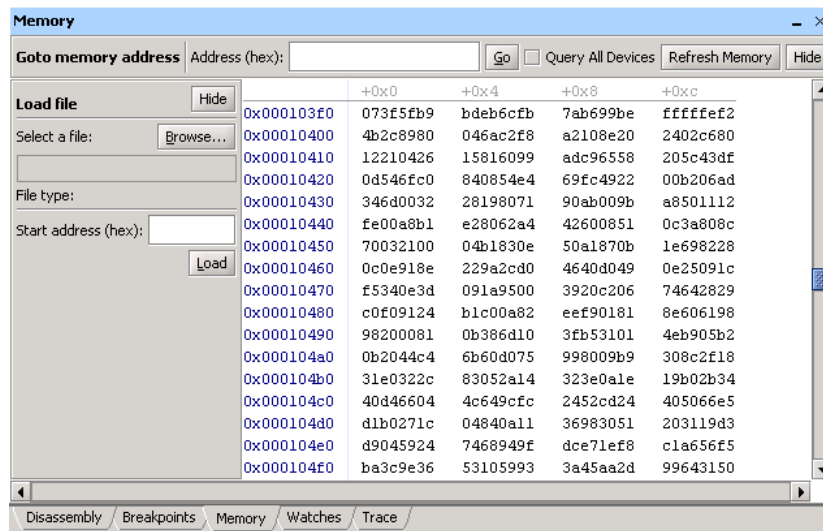 Memory
Goto memory address Address (hex): Go Query All Devices Refresh Memory Hide
Load file Hide
Select a file: Browse...
File type:
Start address (hex):
Load
+0x0 +0x4 +0x8 +0xc
0x000103f0 073f5fb9 bdeb6cfb 7ab699be fffffef2
0x00010400 4b2c8980 046ac2f8 a2108e20 2402c680
0x00010410 12210426 15816099 adc96558 205c43df
0x00010420 0d546fc0 840854e4 69fc4922 00b206ad
0x00010430 346d0032 28198071 90ab009b a8501112
0x00010440 fe00a8b1 e28062a4 42600851 0c3a808c
0x00010450 70032100 04b1830e 50a1870b 1e698228
0x00010460 0c0e918e 229a2cd0 4640d049 0e25091c
0x00010470 f5340e3d 091a9500 3920c206 74642829
0x00010480 c0f09124 b1c00a82 eef90181 8e606198
0x00010490 98200081 0b386d10 3fb53101 4eb905b2
0x000104a0 0b2044c4 6b60d075 998009b9 308c2f18
0x000104b0 31e0322c 83052a14 323e0a1e 19b02b34
0x000104c0 40d46604 4c649cfc 2452cd24 405066e5
0x000104d0 d1b0271c 04840a11 36983051 203119d3
0x000104e0 d9045924 7468949f dce71ef8 c1a656f5
0x000104f0 ba3c9e36 53105993 3a45aa2d 99643150
Disassembly Breakpoints Memory Watches Trace